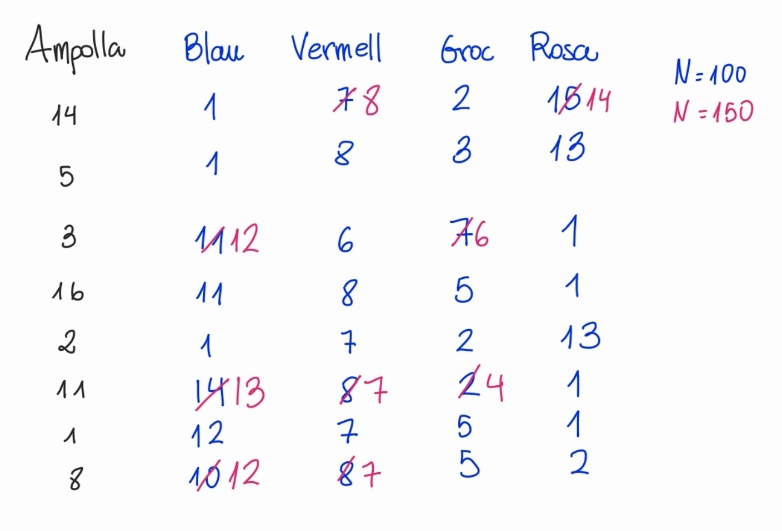 Ampolla Blau Vermell Groc Rosa
N=100
N=150
14 1 7 8 2 15 14
5 1 8 3 13
3 11 12 6 7 6 1
16 11 8 5 1
2 1 7 2 13
11 14 13 8 7 2 4 1
1 12 7 5 1
8 10 12 8 7 5 2